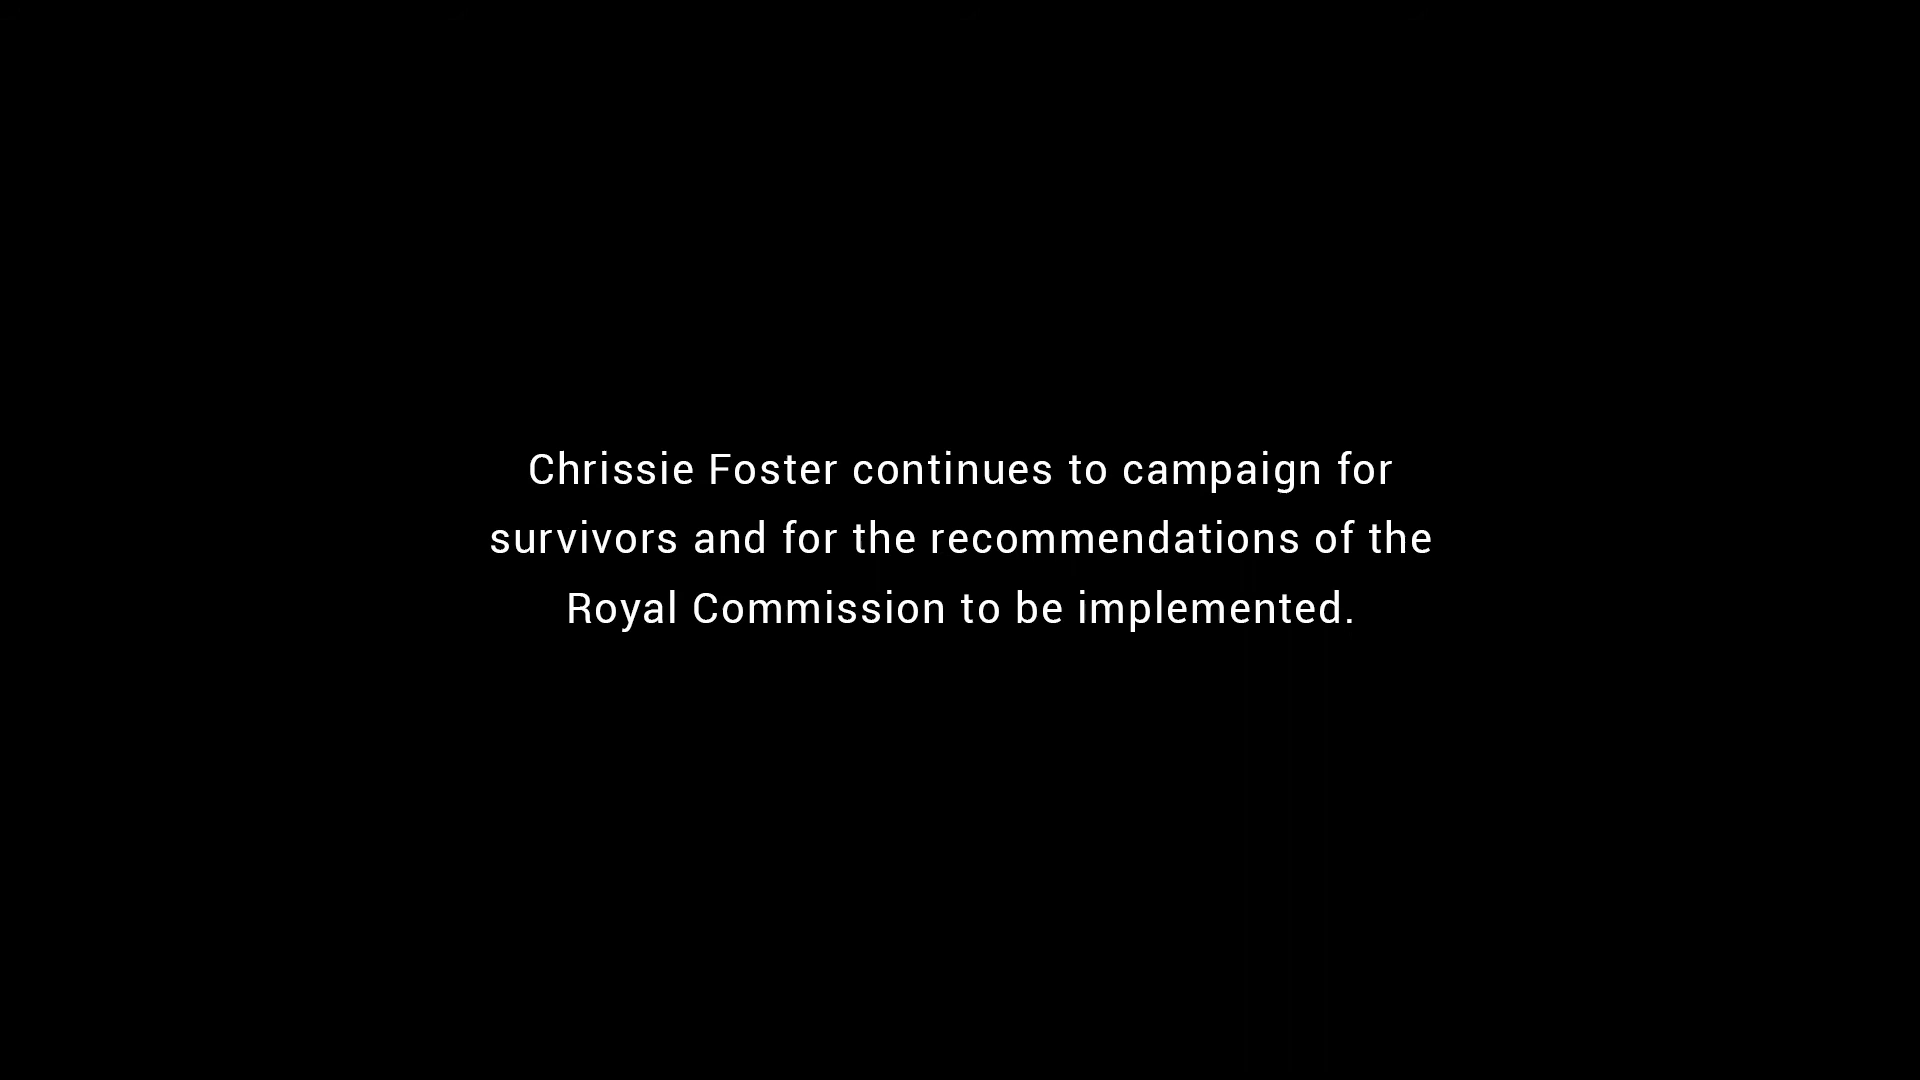 Chrissie Foster continues to campaign for
survivors and for the recommendations of the
Royal Commission to be implemented.